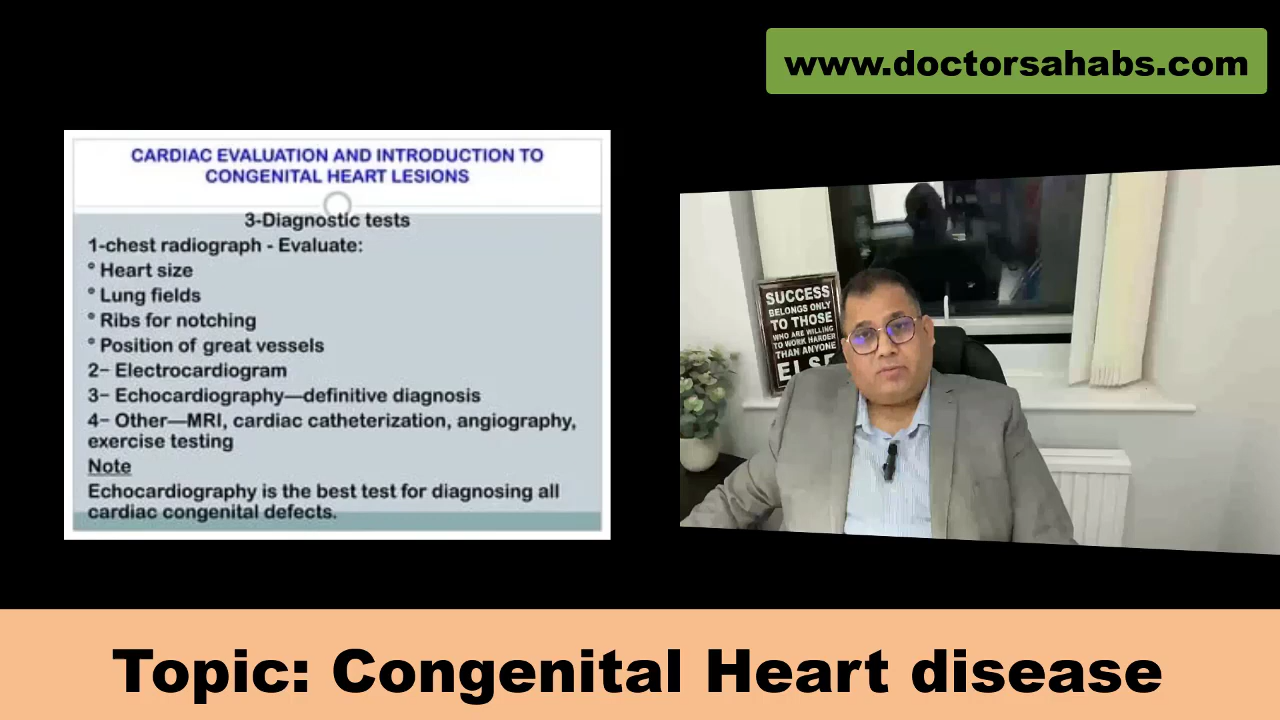 www.doctorsahabs.com
CARDIAC EVALUATION AND INTRODUCTION TO
CONGENITAL HEART LESIONS
3-Diagnostic tests
1-chest radiograph - Evaluate:
° Heart size
° Lung fields
° Ribs for notching
° Position of great vessels
2– Electrocardiogram
3– Echocardiography—definitive diagnosis
4– Other—MRI, cardiac catheterization, angiography,
exercise testing
Note
Echocardiography is the best test for diagnosing all
cardiac congenital defects.
SUCCESS
BELONGS ONLY
TO THOSE
WHO ARE WILLING
TO WORK HARDER
THAN ANYONE
ELSE
Topic: Congenital Heart disease